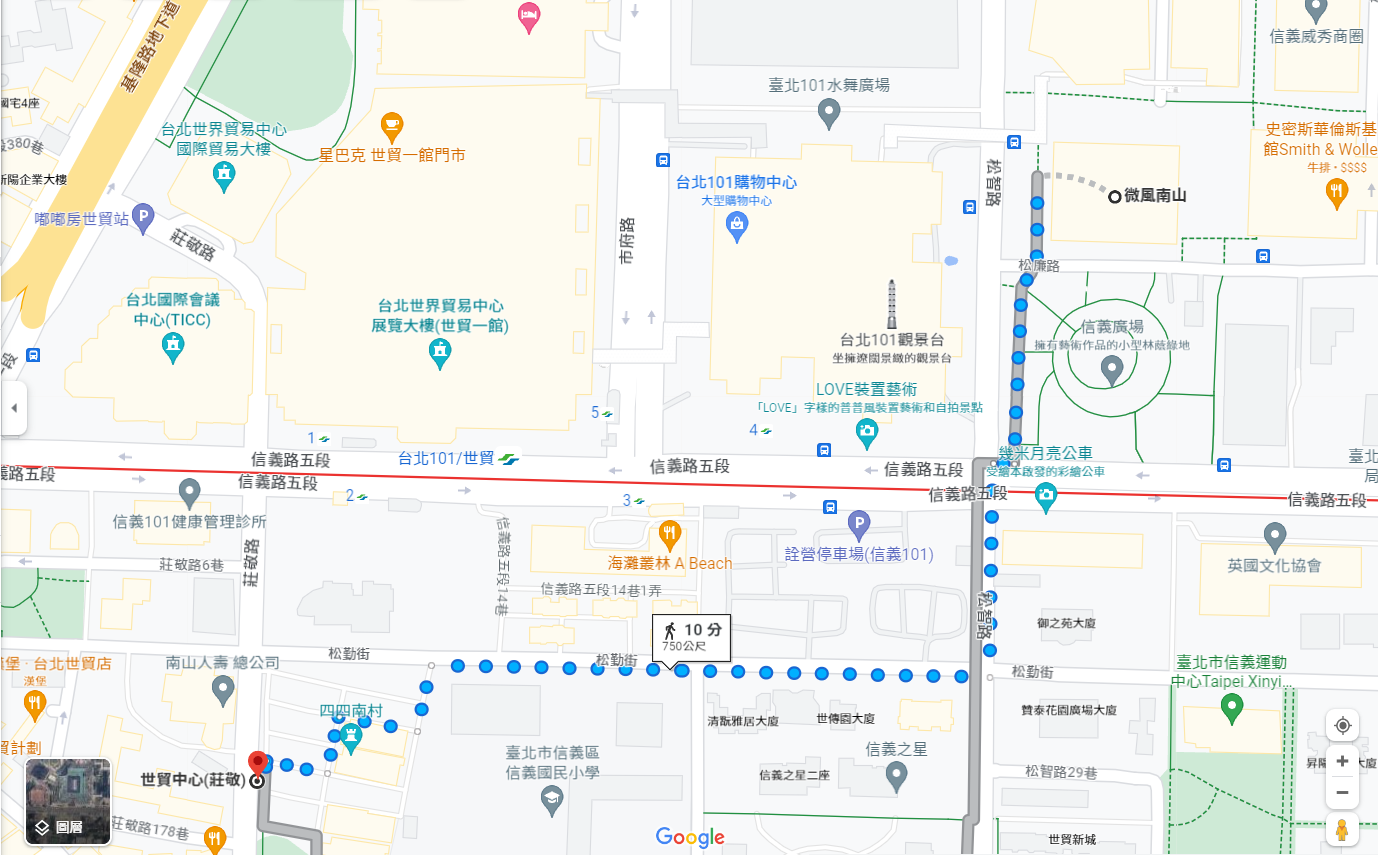 基隆路地下道
信義威秀商圈
國宅4座
臺北101水舞廣場
台北世界貿易中心
國際貿易大樓
星巴克 世貿一館門市
史密斯華倫斯基
館Smith & Wolle
牛排・$$$$
段380巷
新陽企業大樓
松智路
台北101購物中心
大型購物中心
微風南山
嘟嘟房世貿站
P
莊敬路
市府路
松廉路
台北國際會議
中心(TICC)
台北世界貿易中心
展覽大樓(世貿一館)
台北101觀景台
坐擁遼闊景緻的觀景台
信義廣場
擁有藝術作品的小型林蔭綠地
LOVE裝置藝術
「LOVE」字樣的普普風裝置藝術和自拍景點
段
5
4
1
台北101/世貿
信義路五段
信義路五段
信義路五段
幾米月亮公車
受繪本啟發的彩繪公車
臺北
局
義路五段
信義路五段
2
3
信義路五段
信義路五段
信義101健康管理診所
信義路五段14巷
P
詮營停車場(信義101)
海灘叢林 A Beach
莊敬路6巷
莊敬路
英國文化協會
信義路五段14巷1弄
松智路
御之苑大廈
10 分
750公尺
松勤街
松勤街
松勤街
堡 · 台北世貿店
漢堡
南山人壽 總公司
臺北市信義運動
中心Taipei Xinyi...
四四南村
清翫雅居大廈
世傳園大廈
贊泰花園廣場大廈
貿計劃
臺北市信義區
信義國民小學
信義之星
信義之星二座
松智路29巷
昇陽
大廈
世貿中心(莊敬)
圖層
莊敬路178巷
Google
世貿新城